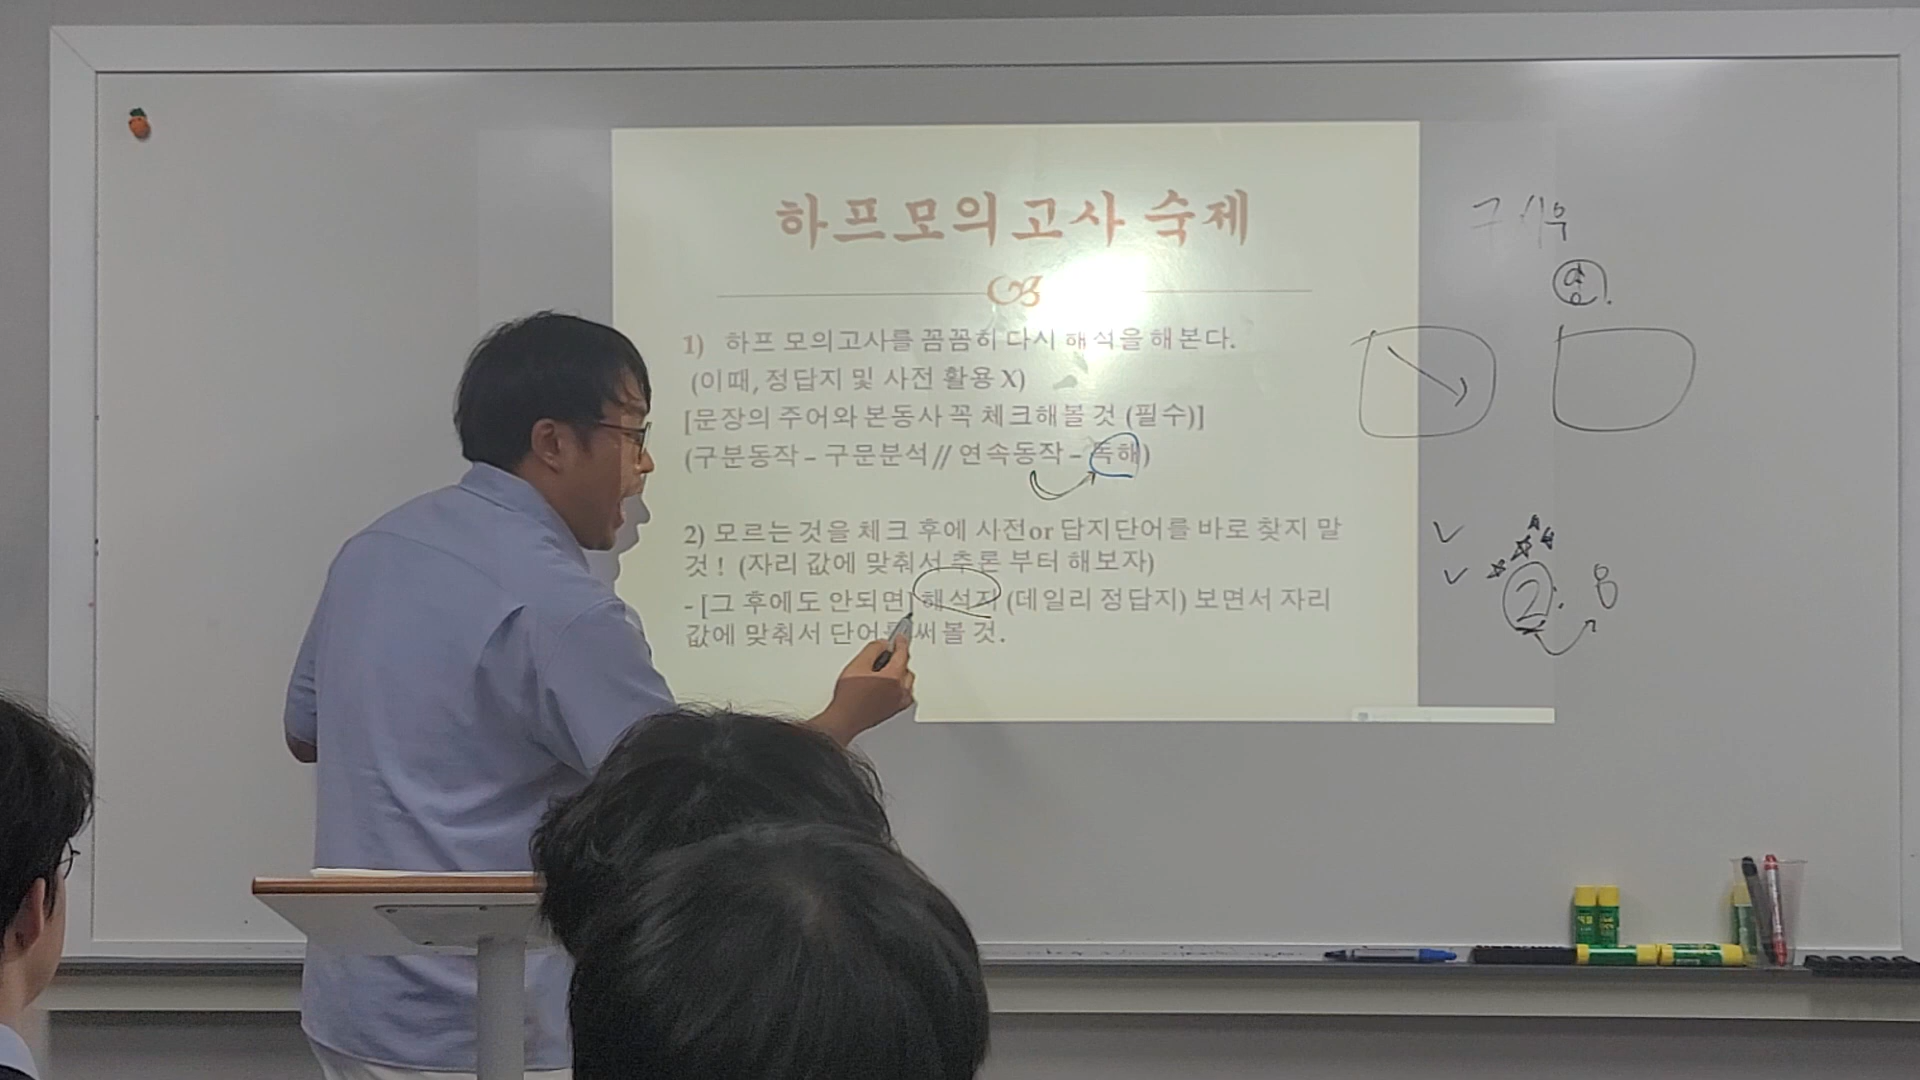 하프모의고사 숙제
1) 하프 모의고사를 꼼꼼히 다시 해석을 해본다.
(이때, 정답지 및 사전 활용 X)
[문장의 주어와 본동사 꼭 체크해볼 것 (필수)]
(구분동작 – 구문분석 // 연속동작 – 독해)
2) 모르는 것을 체크 후에 사전or 답지단어를 바로 찾지 말
것 ! (자리 값에 맞춰서 추론 부터 해보자)
- [그 후에도 안되면] 해석지 (데일리 정답지) 보면서 자리
값에 맞춰서 단어를 써볼 것.
2. 8